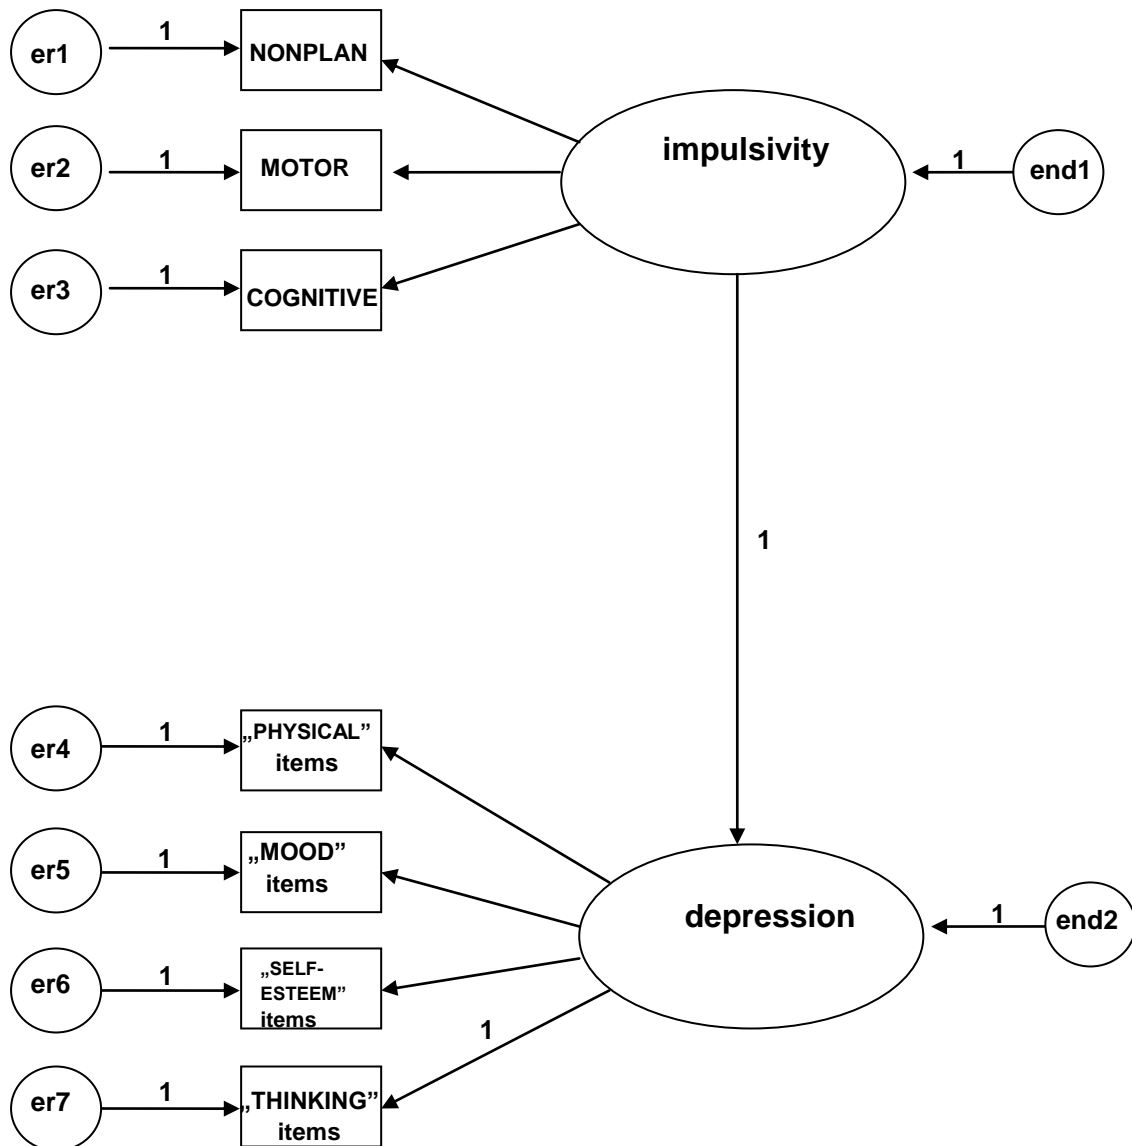 1
er1
NONPLAN
impulsivity
1
end1
1
er2
MOTOR
1
er3
COGNITIVE
1
1
er4
„PHYSICAL”
items
1
er5
„MOOD”
items
depression
1
end2
1
er6
„SELF-
ESTEEM”
items
1
1
er7
„THINKING”
items